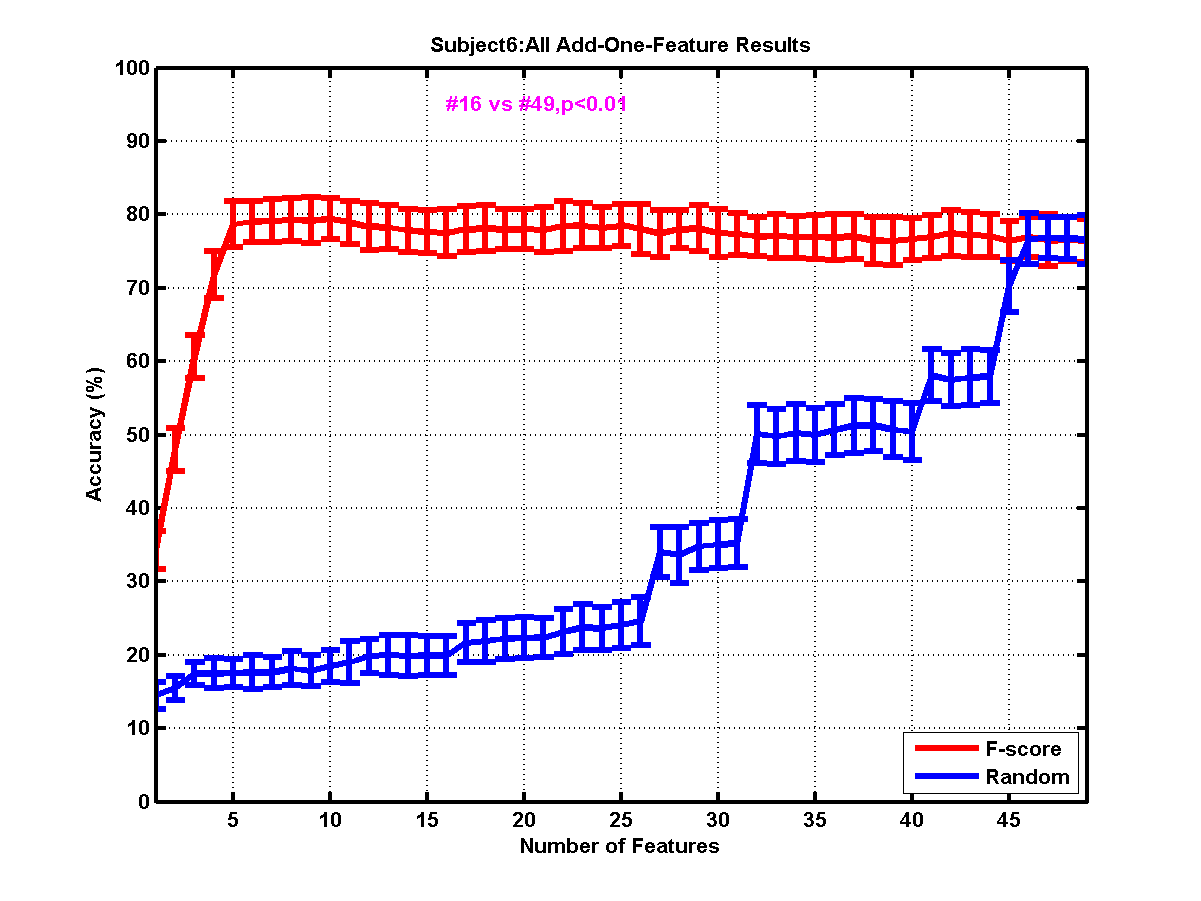 Subject6:All Add-One-Feature Results
#16 vs #49,p<0.01
Accuracy (%)
100
90
80
70
60
50
40
30
20
10
0
5 10 15 20 25 30 35 40 45
Number of Features
F-score
Random